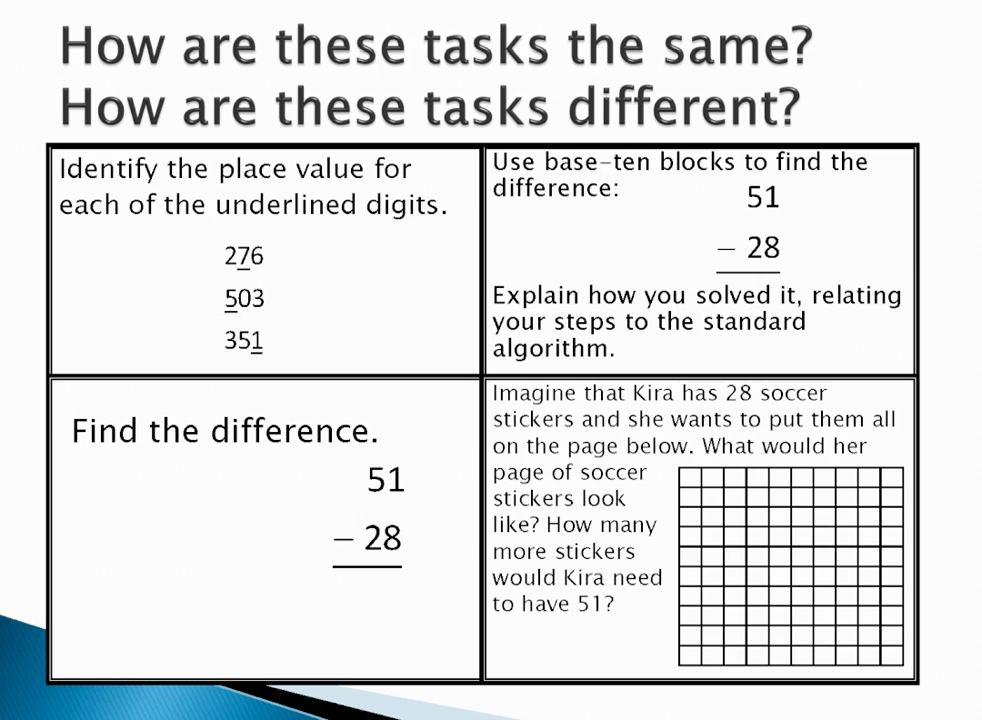 How are these tasks the same?
How are these tasks different?
Identify the place value for
each of the underlined digits.
276
503
351
Use base-ten blocks to find the
difference:
51
– 28
Explain how you solved it, relating
your steps to the standard
algorithm.
Find the difference.
51
– 28
Imagine that Kira has 28 soccer
stickers and she wants to put them all
on the page below. What would her
page of soccer
stickers look
like? How many
more stickers
would Kira need
to have 51?